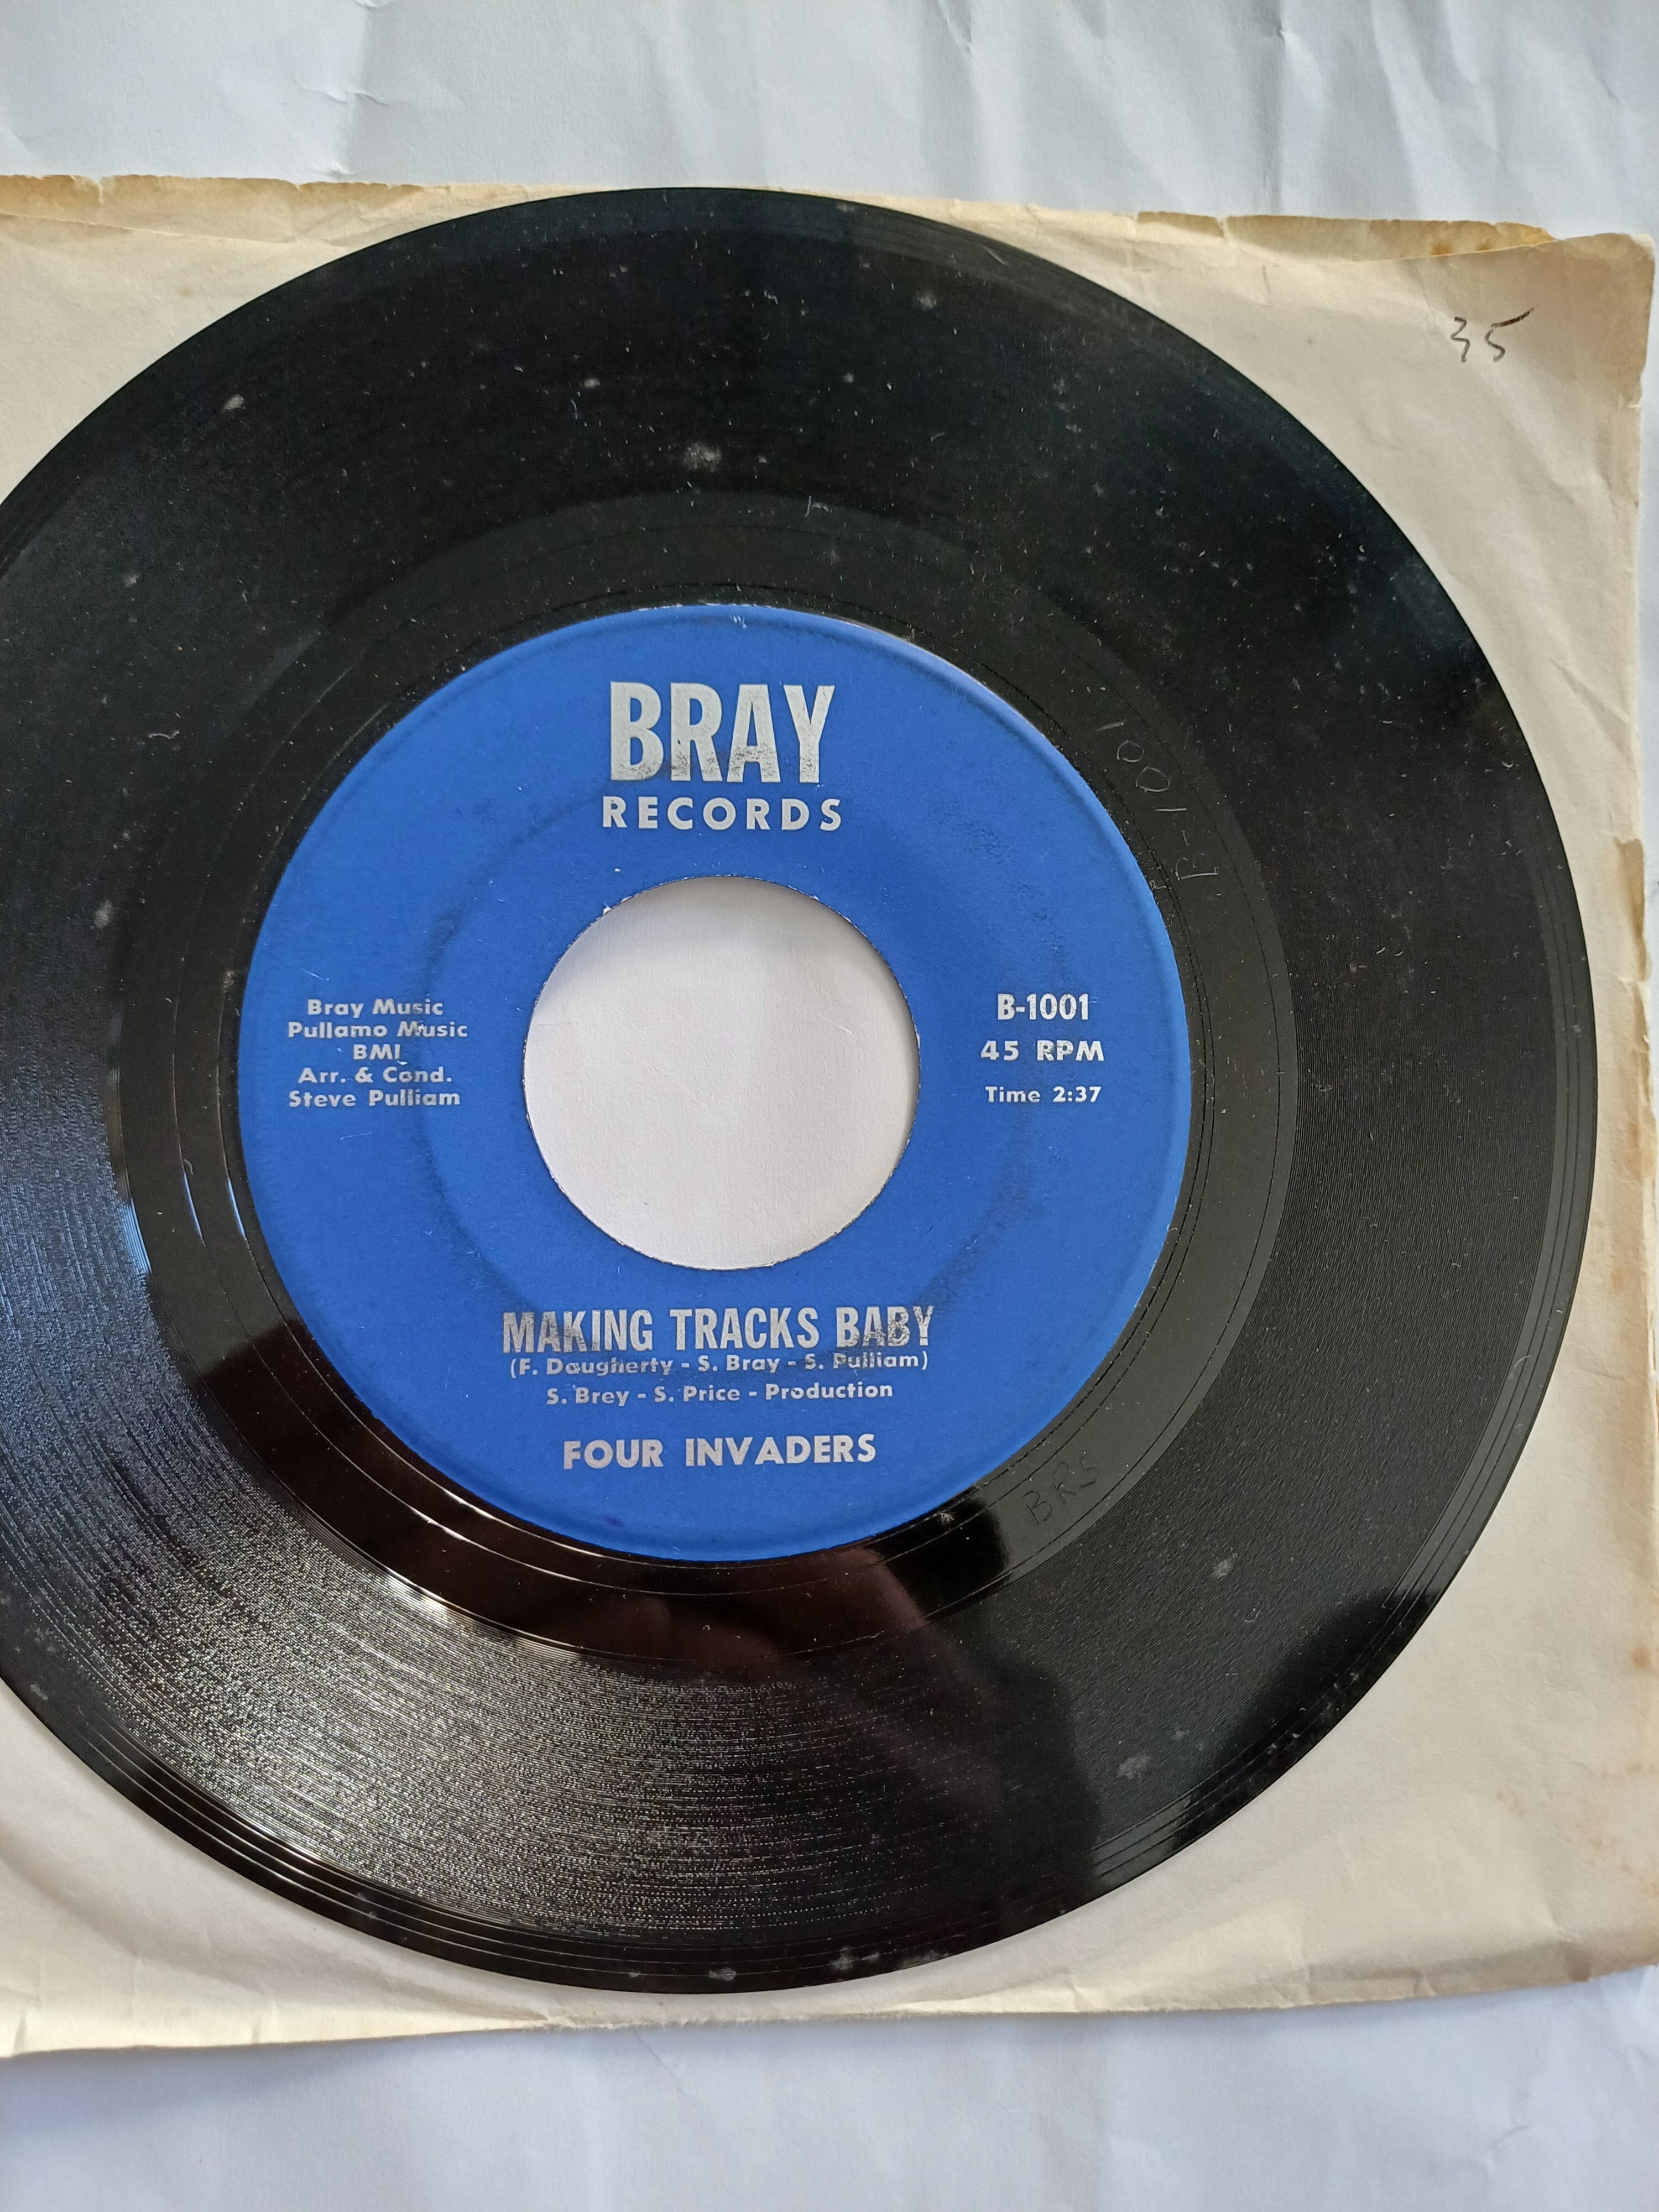 35
BRAY
RECORDS
Bray Music
Pullamo Music
BMI
Arr. & Cond.
Steve Pulliam
B-1001
45 RPM
Time 2:37
MAKING TRACKS BABY
(F. Daugherty - S. Bray - S. Pulliam)
S. Brey - S. Price - Production
FOUR INVADERS
B-1001
BRS